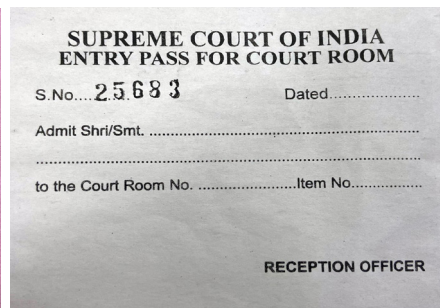 SUPREME COURT OF INDIA
ENTRY PASS FOR COURT ROOM
S.No....25683 Dated....................
Admit Shri/Smt. ..............................................................
........................................................................................
to the Court Room No. ......................Item No................
RECEPTION OFFICER